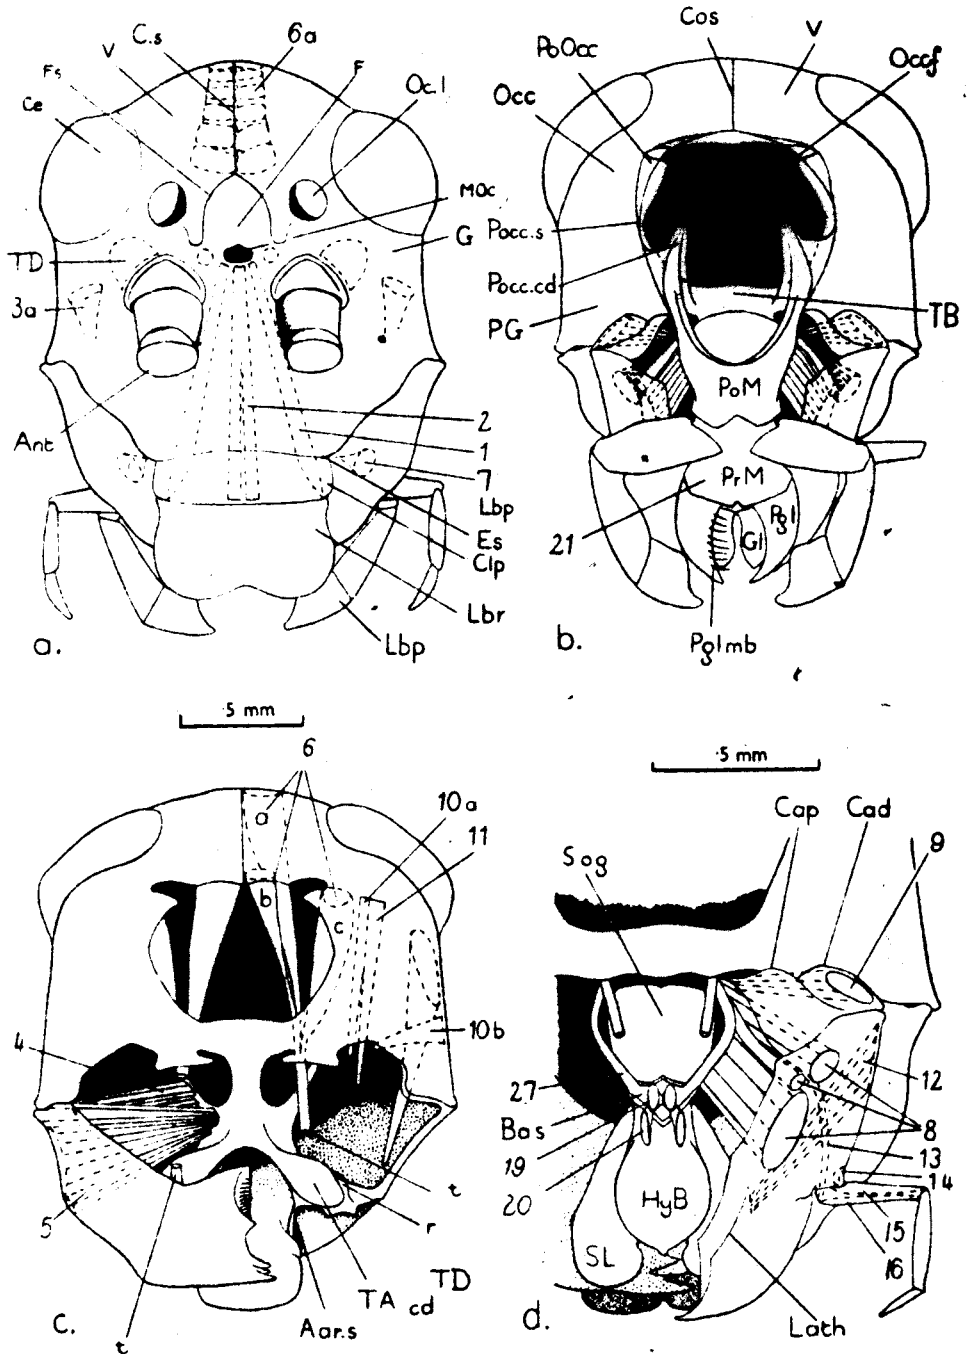 C.s
6a
V
F
Fs
Oc.l
Ce
MOc
G
TD
3a
Ant
2
1
7
Lbp
Es
Clp
Lbr
Lbp
a.
Cos
V
PoOcc
Occf
Occ
Pocc.s
Pocc.cd
PG
TB
PoM
PrM
Pgl
Gl
21
Pglmb
b.
.5 mm
6
a
10a
11
b
c
4
10b
5
t
r
TD
TA
cd
Aar.s
c.
t
.5 mm
Cap
Cad
9
Sog
27
12
Bas
8
19
13
20
14
HyB
15
SL
16
Lath
d.